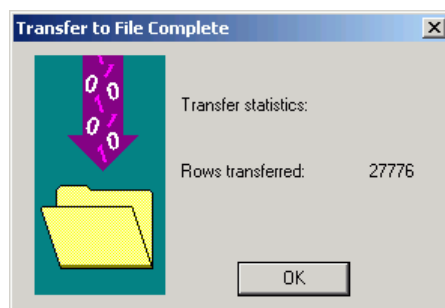 Transfer to File Complete
Transfer statistics:
Rows transferred: 27776
OK